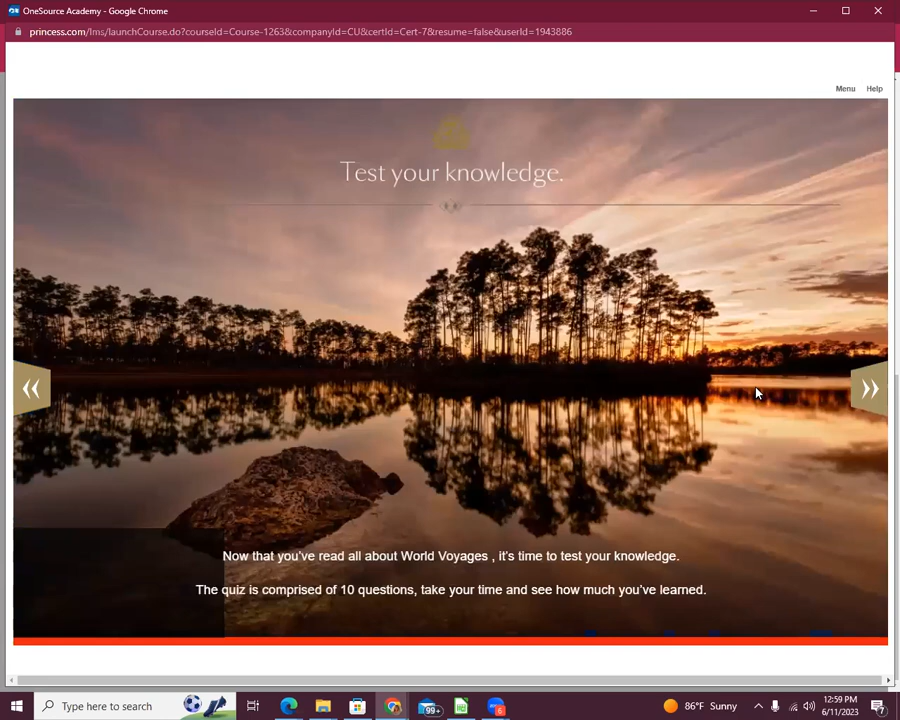 OneSource Academy - Google Chrome
princess.com/lms/launchCourse.do?courseId=Course-1263&companyId=CU&certId=Cert-7&resume=false&userId=1943886
Menu Help
Test your knowledge.
Now that you've read all about World Voyages , it's time to test your knowledge.
The quiz is comprised of 10 questions, take your time and see how much you've learned.
Type here to search
99+
6
86°F Sunny
12:59 PM
6/11/2023
7